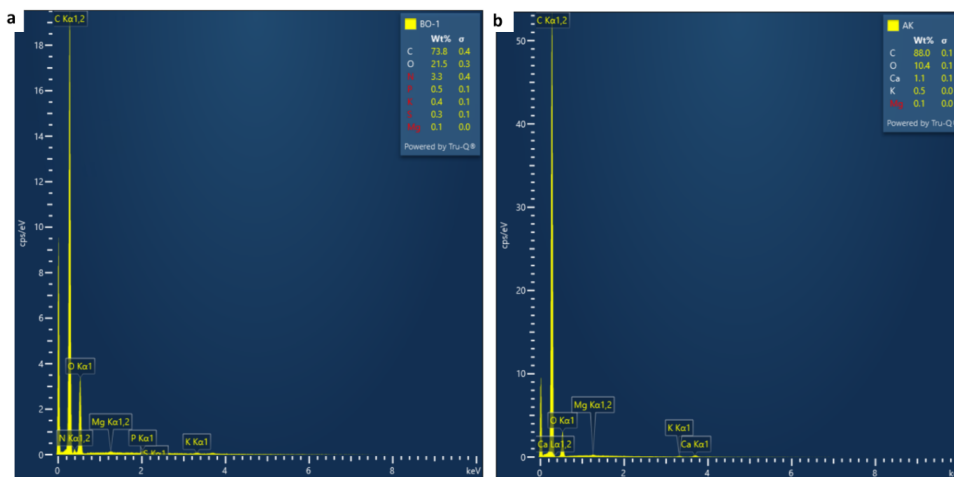 a
C Kα1,2
BO-1
Wt% σ
C 73.8 0.4
O 21.5 0.3
3.3 0.4
0.5 0.1
0.4 0.1
0.3 0.1
Mg 0.1 0.0
Powered by Tru-Q®
18
16
14
12
10
8
6
4
2
0
cps/eV
O Kα1
N Kα1,2
Mg Kα1,2
P Kα1
S Kα1
K Kα1
0 2 4 6 8
keV
b
C Kα1,2
AK
Wt% σ
C 88.0 0.1
O 10.4 0.1
Ca 1.1 0.1
K 0.5 0.0
Mg 0.1 0.0
Powered by Tru-Q
50
40
30
20
10
0
cps/eV
Mg Kα1,2
O Kα1
Ca Lα1,2
K Kα1
Ca Kα1
0 2 4 6 8